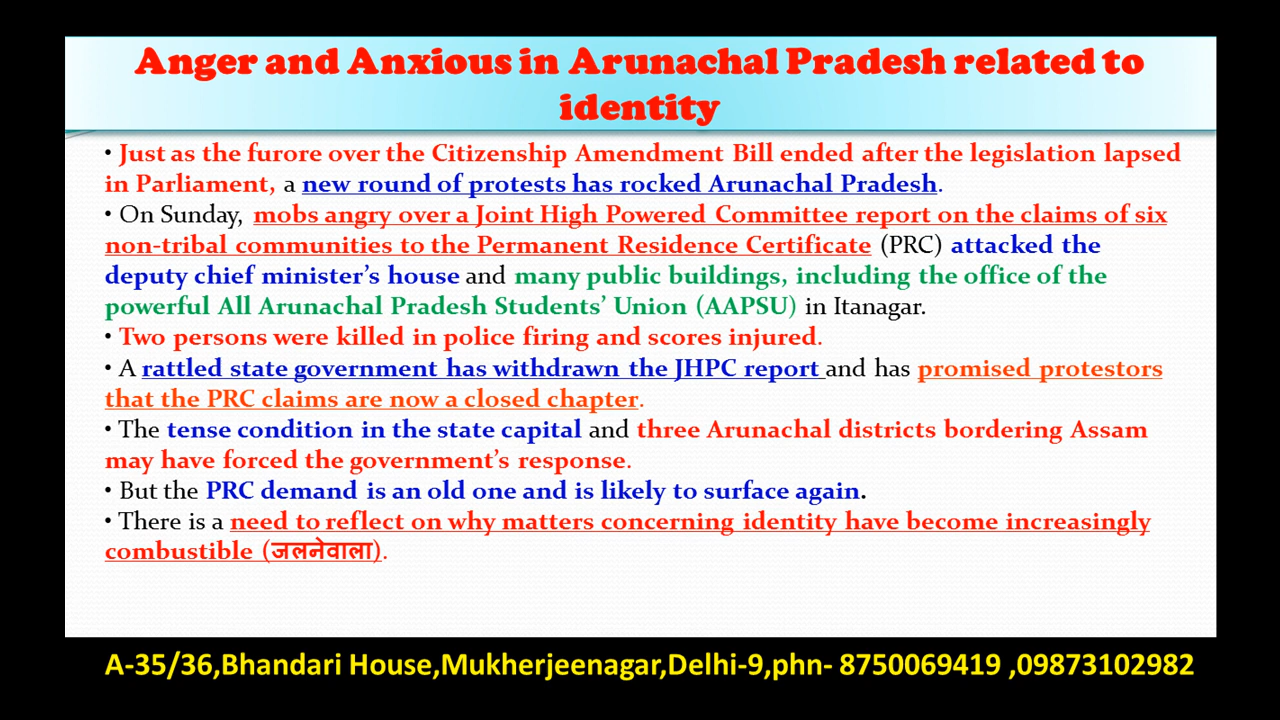 Anger and Anxious in Arunachal Pradesh related to
identity
• Just as the furore over the Citizenship Amendment Bill ended after the legislation lapsed
in Parliament, a new round of protests has rocked Arunachal Pradesh.
• On Sunday, mobs angry over a Joint High Powered Committee report on the claims of six
non-tribal communities to the Permanent Residence Certificate (PRC) attacked the
deputy chief minister’s house and many public buildings, including the office of the
powerful All Arunachal Pradesh Students’ Union (AAPSU) in Itanagar.
• Two persons were killed in police firing and scores injured.
• A rattled state government has withdrawn the JHPC report and has promised protestors
that the PRC claims are now a closed chapter.
• The tense condition in the state capital and three Arunachal districts bordering Assam
may have forced the government’s response.
• But the PRC demand is an old one and is likely to surface again.
• There is a need to reflect on why matters concerning identity have become increasingly
combustible (जलनेवाला).
A-35/36,Bhandari House,Mukherjeenagar,Delhi-9,phn- 8750069419 ,09873102982